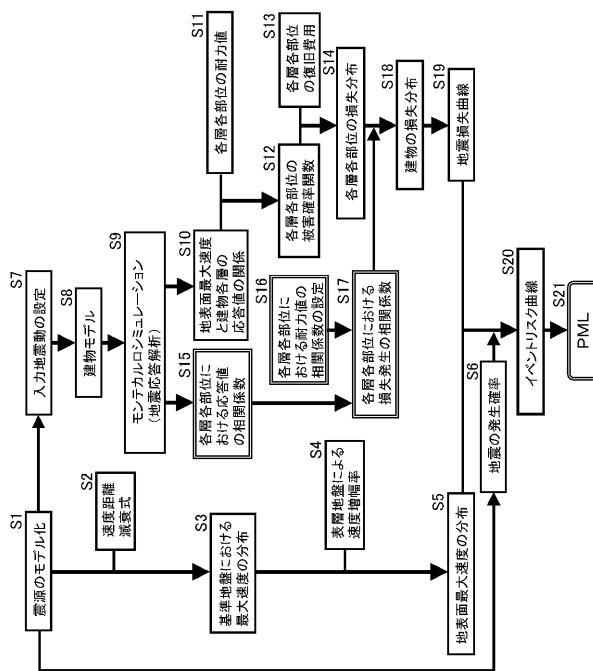 S1
震源のモデル化
S2
速度距離
減衰式
S3
基準地盤における
最大速度の分布
S4
表層地盤による
速度増幅率
S5
地表面最大速度の分布
S6
地震の発生確率
S7
入力地震動の設定
S8
建物モデル
S9
モンテカルロシミュレーション
(地震応答解析)
S10
地表面最大速度
と建物各層の
応答値の関係
S11
各層各部位の耐力値
S12
各層各部位の
被害確率関数
S13
各層各部位
の復旧費用
S14
各層各部位の損失分布
S15
各層各部位に
おける応答値
の相関係数
S16
各層各部位に
おける耐力値の
相関係数の設定
S17
各層各部位における
損失発生の相関係数
S18
建物の損失分布
S19
地震損失曲線
S20
イベントリスク曲線
S21
PML